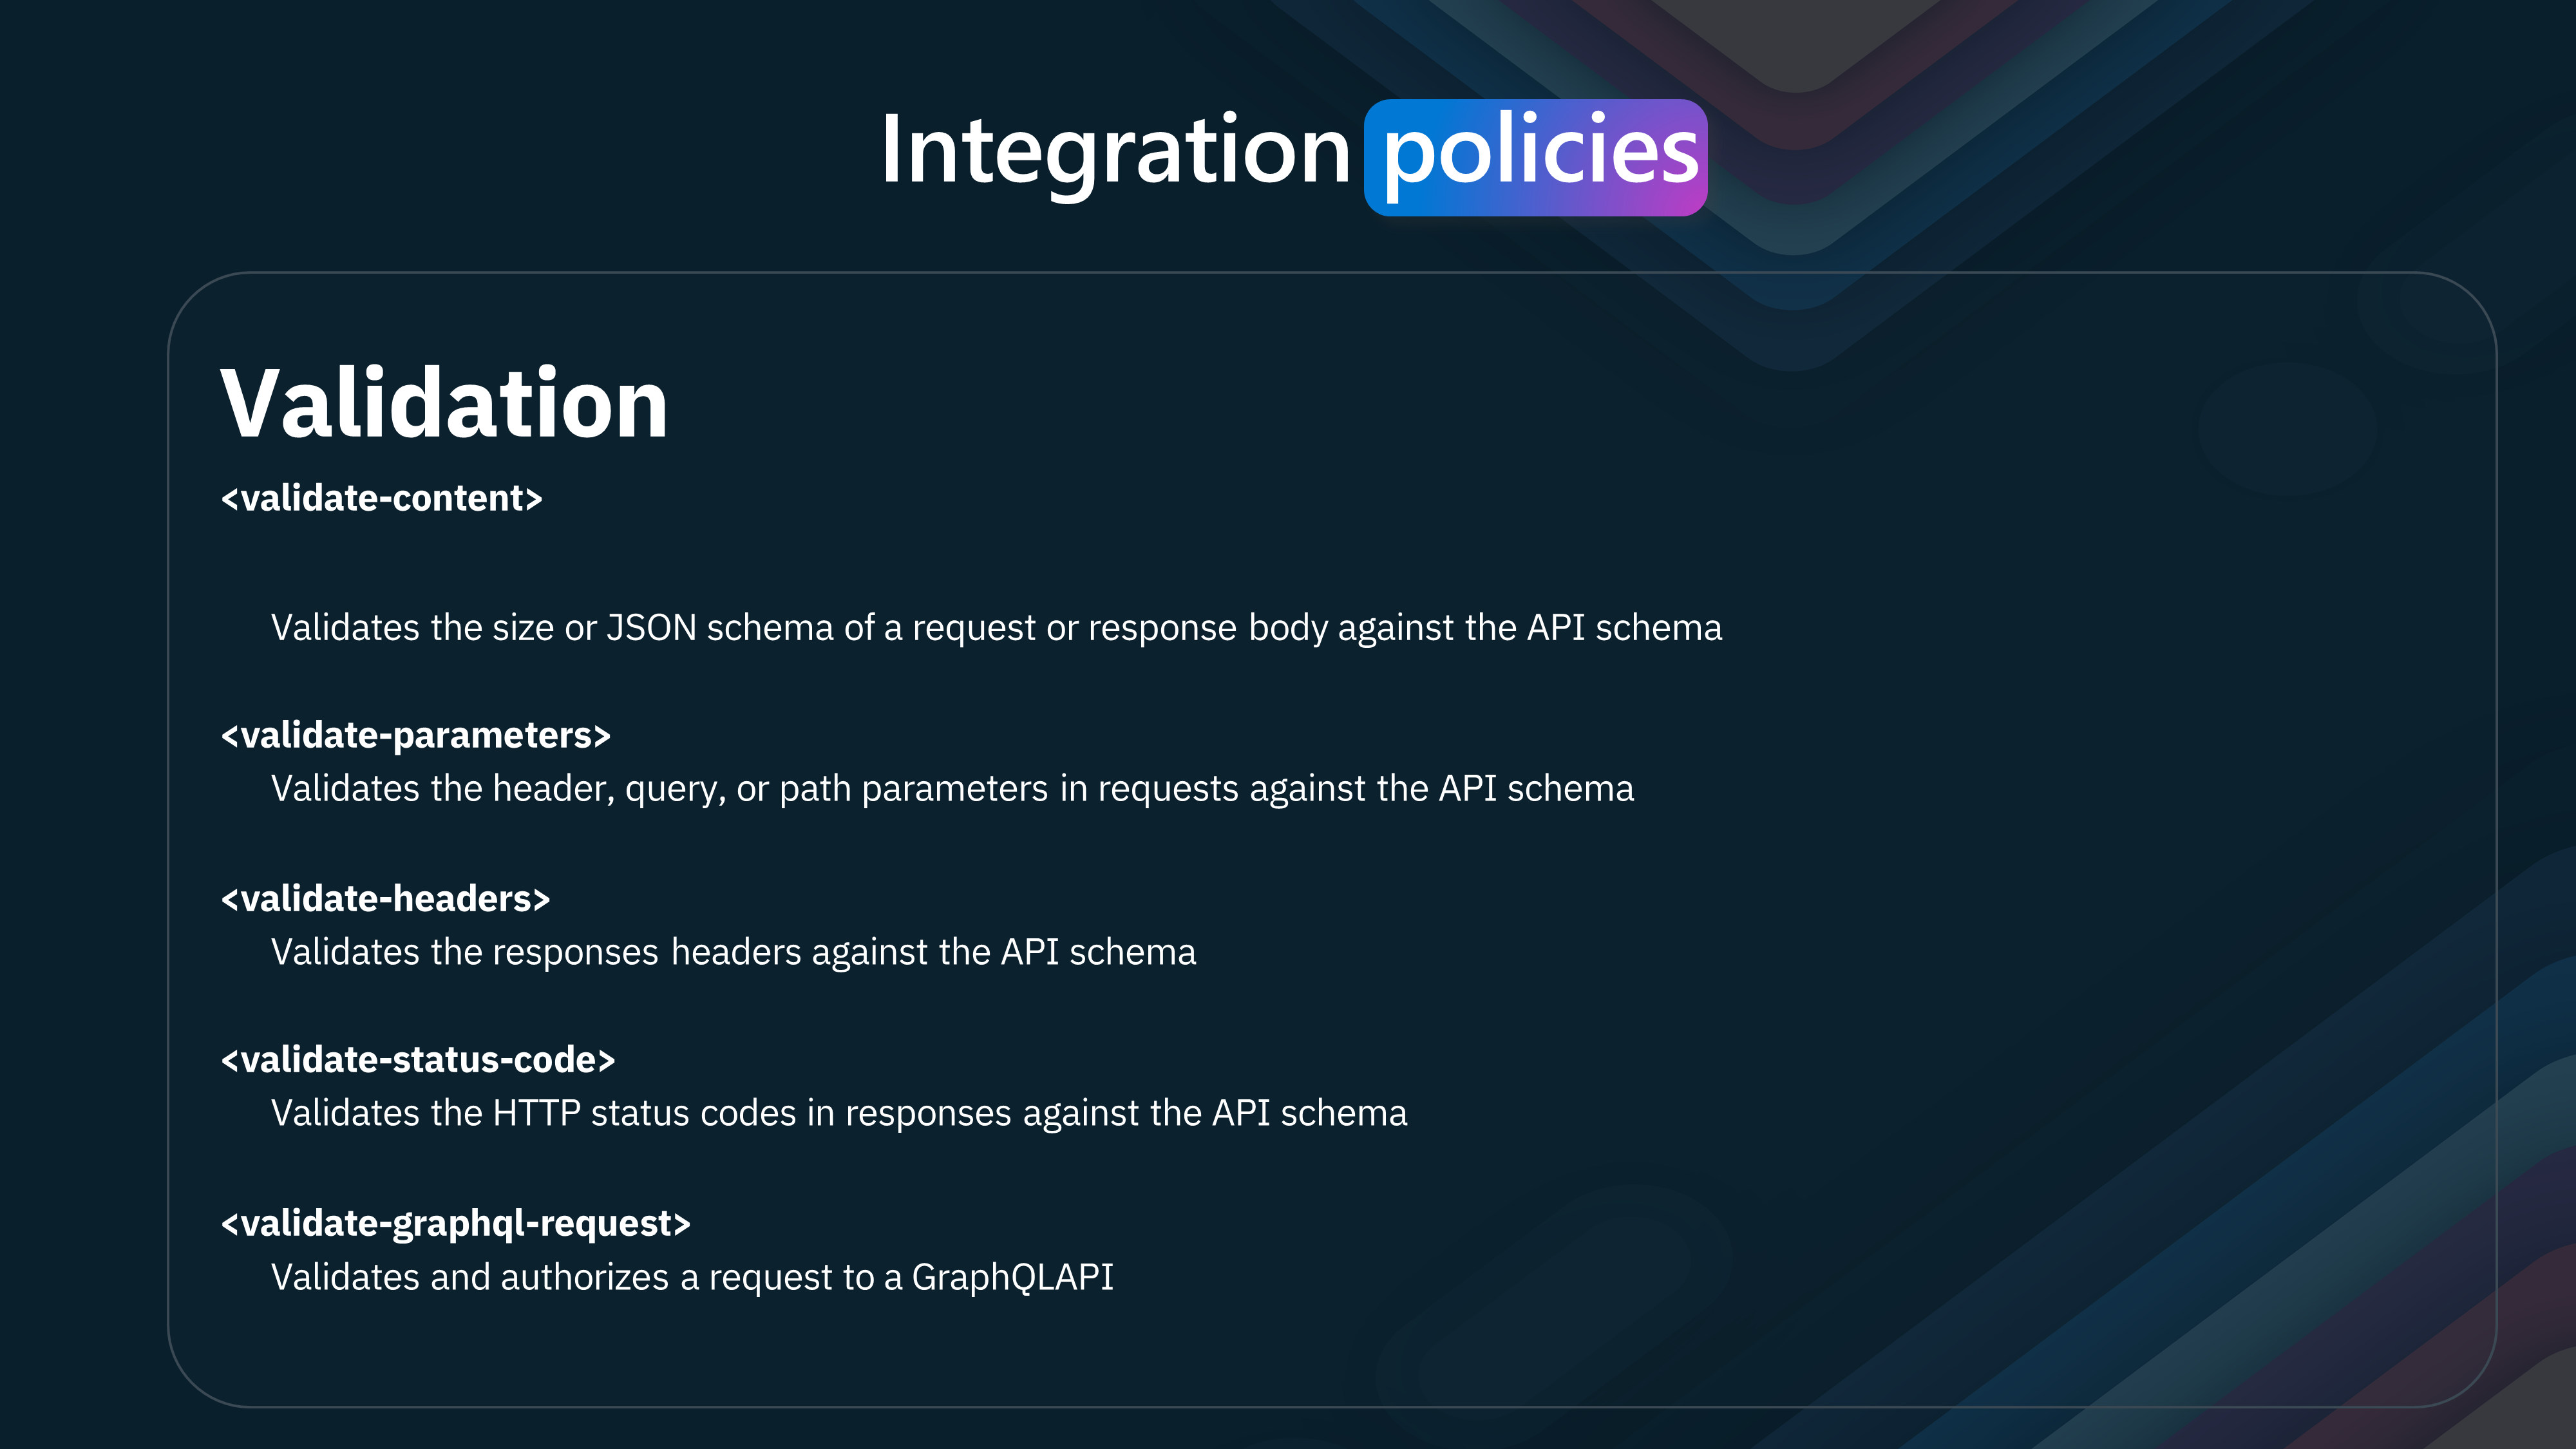 Integration policies
Validation
<validate-content>
Validates the size or JSON schema of a request or response body against the API schema
<validate-parameters>
Validates the header, query, or path parameters in requests against the API schema
<validate-headers>
Validates the responses headers against the API schema
<validate-status-code>
Validates the HTTP status codes in responses against the API schema
<validate-graphql-request>
Validates and authorizes a request to a GraphQLAPI